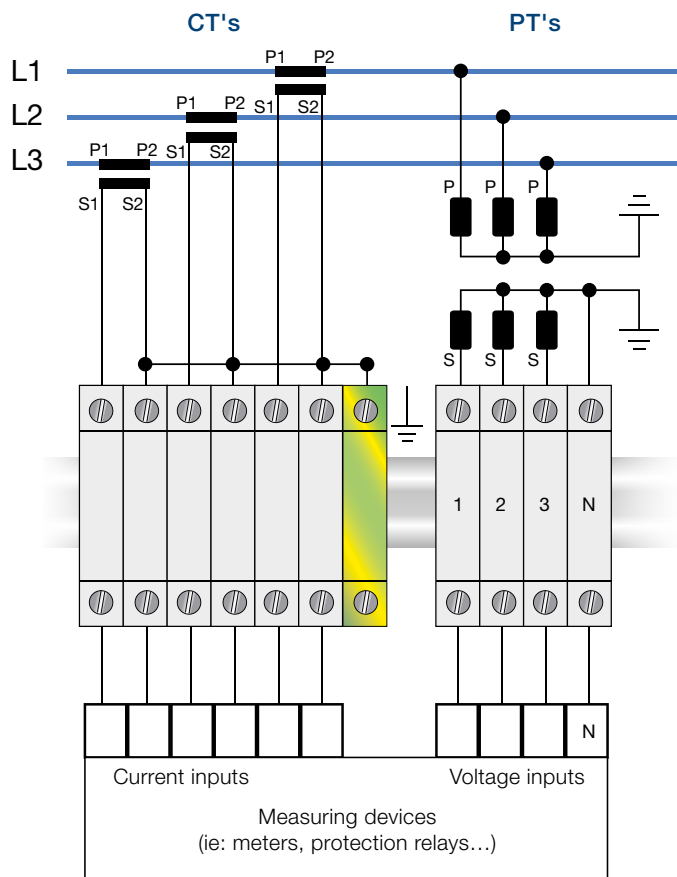 CT's PT's
L1 P1 P2
S1 S2
L2 P1 P2
S1 S2
L3 P1 P2
S1 S2
P P P
S S S
1 2 3 N
N
Current inputs Voltage inputs
Measuring devices
(ie: meters, protection relays…)